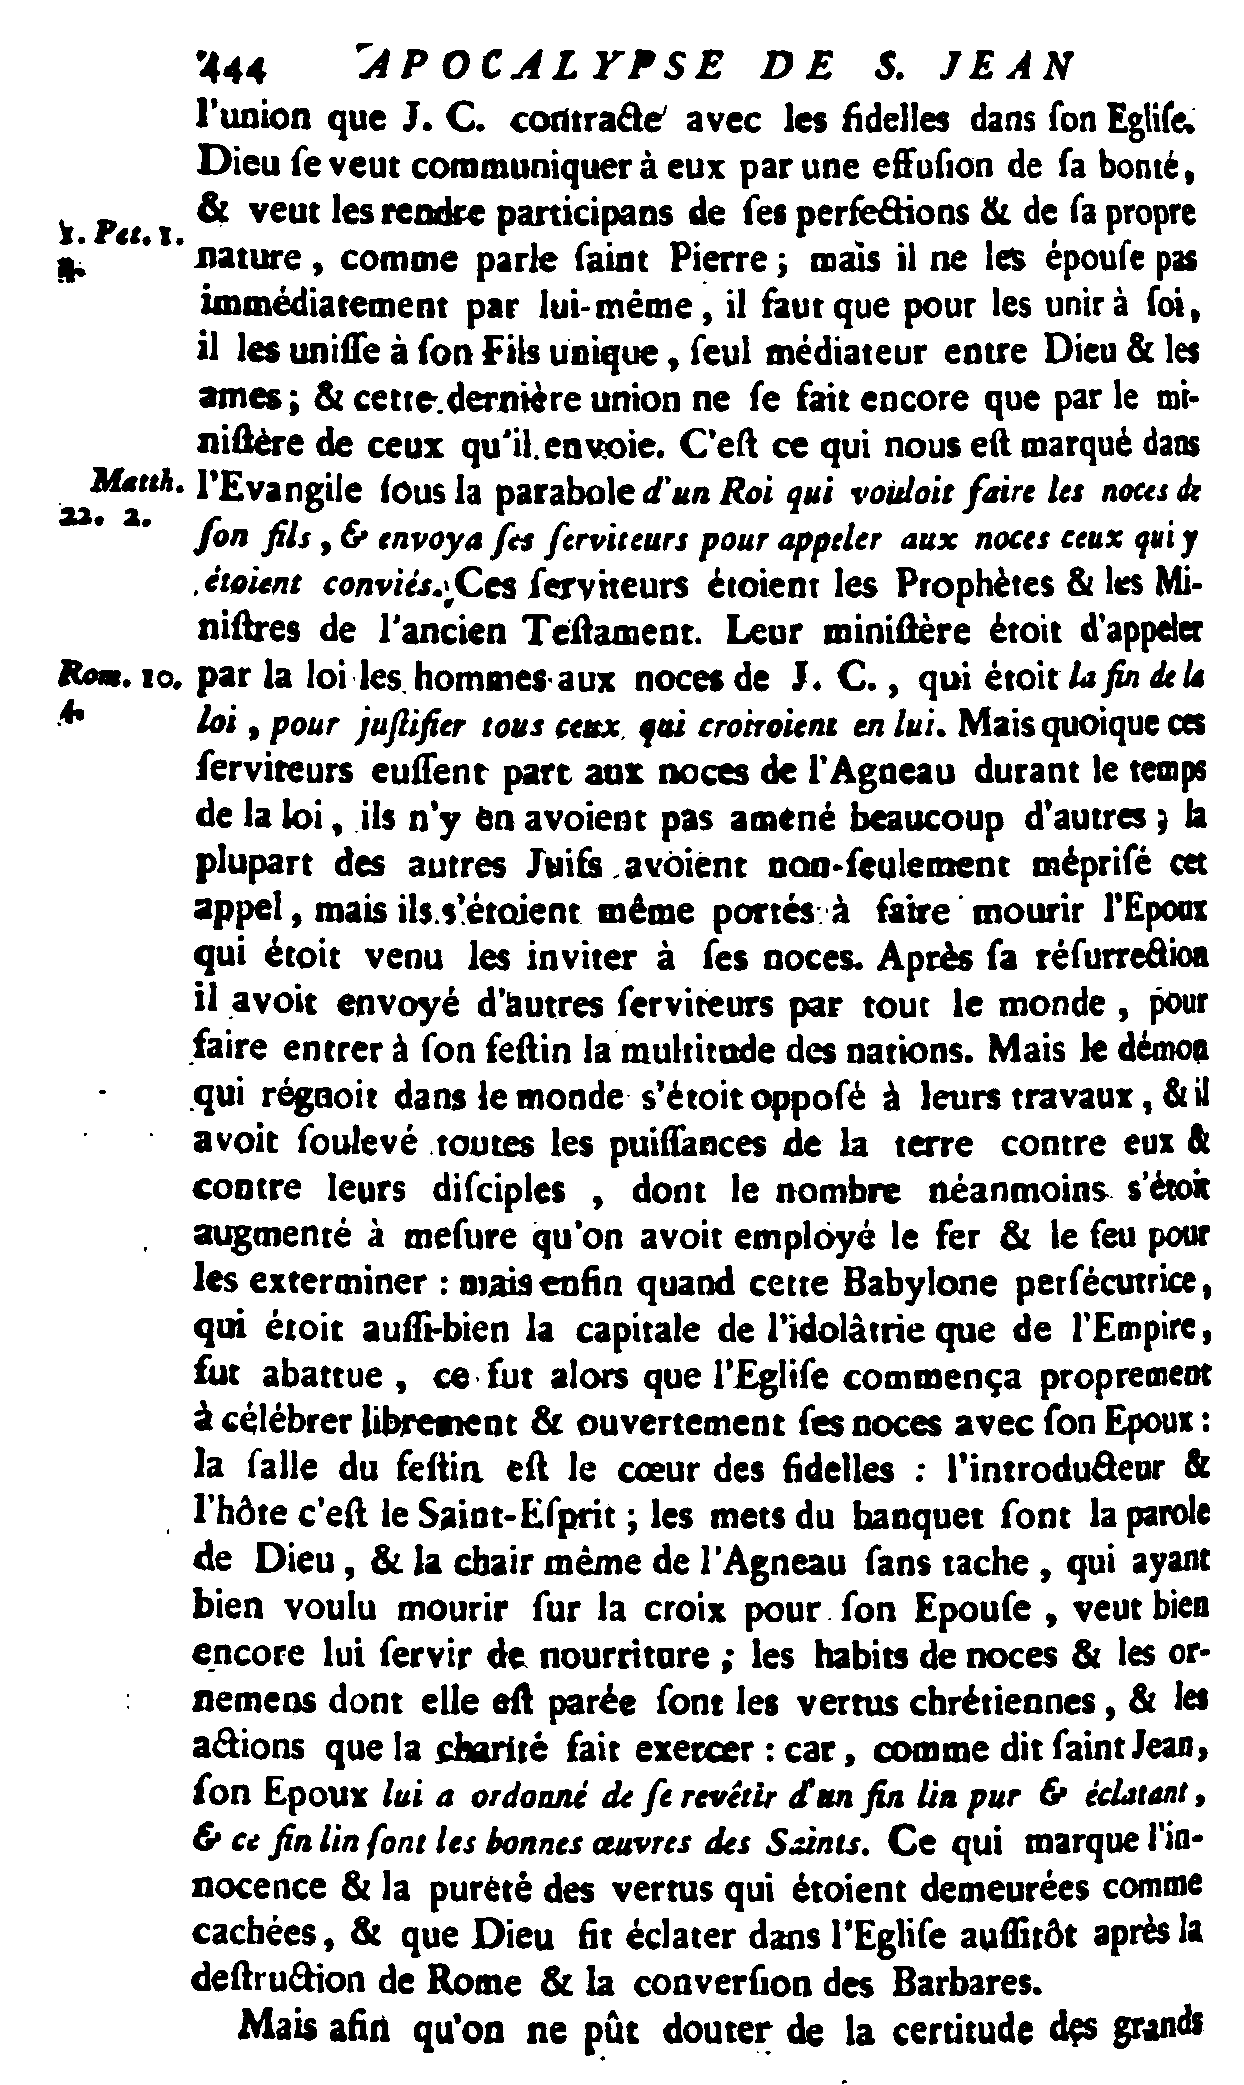 444 APOCALYPSE DE S. JEAN
l'union que J. C. contracte avec les fidelles dans ſon Egliſe.
Dieu ſe veut communiquer à eux par une effuſion de ſa bonté,
& veut les rendre participans de ſes perfections & de ſa propre
1. Pet. 1.
4.
nature, comme parle ſaint Pierre; mais il ne les épouſe pas
immédiatement par lui-même, il faut que pour les unir à ſoi,
il les uniſſe à ſon Fils unique, ſeul médiateur entre Dieu & les
ames; & cette dernière union ne ſe fait encore que par le mi-
niſtère de ceux qu'il envoie. C'eſt ce qui nous eſt marqué dans
Matth.
22. 2.
l'Evangile ſous la parabole d'un Roi qui vouloit faire les noces de
ſon fils, & envoya ſes ſerviteurs pour appeler aux noces ceux qui y
étoient conviés. Ces ſerviteurs étoient les Prophètes & les Mi-
niſtres de l'ancien Teſtament. Leur miniſtère étoit d'appeler
Rom. 10.
4.
par la loi les hommes aux noces de J. C., qui étoit la fin de la
loi, pour juſtifier tous ceux qui croiroient en lui. Mais quoique ces
ſerviteurs euſſent part aux noces de l'Agneau durant le temps
de la loi, ils n'y en avoient pas amené beaucoup d'autres; la
plupart des autres Juifs avoient non-ſeulement mépriſé cet
appel, mais ils s'étoient même portés à faire mourir l'Epoux
qui étoit venu les inviter à ſes noces. Après ſa réſurrection
il avoit envoyé d'autres ſerviteurs par tout le monde, pour
faire entrer à ſon feſtin la multitude des nations. Mais le démon
qui régnoit dans le monde s'étoit oppoſé à leurs travaux, & il
avoit ſoulevé toutes les puiſſances de la terre contre eux &
contre leurs diſciples, dont le nombre néanmoins s'étoit
augmenté à meſure qu'on avoit employé le fer & le feu pour
les exterminer : mais enfin quand cette Babylone perſécutrice,
qui étoit auſſi-bien la capitale de l'idolâtrie que de l'Empire,
fut abattue, ce fut alors que l'Egliſe commença proprement
à célébrer librement & ouvertement ſes noces avec ſon Epoux :
la ſalle du feſtin eſt le cœur des fidelles : l'introducteur &
l'hôte c'eſt le Saint-Eſprit; les mets du banquet ſont la parole
de Dieu, & la chair même de l'Agneau ſans tache, qui ayant
bien voulu mourir ſur la croix pour ſon Epouſe, veut bien
encore lui ſervir de nourriture; les habits de noces & les or-
nemens dont elle eſt parée ſont les vertus chrétiennes, & les
actions que la charité fait exercer : car, comme dit ſaint Jean,
ſon Epoux lui a ordonné de ſe revêtir d'un fin lin pur & éclatant,
& ce fin lin ſont les bonnes œuvres des Saints. Ce qui marque l'in-
nocence & la pureté des vertus qui étoient demeurées comme
cachées, & que Dieu fit éclater dans l'Egliſe auſſitôt après la
deſtruction de Rome & la converſion des Barbares.
Mais afin qu'on ne pût douter de la certitude des grands